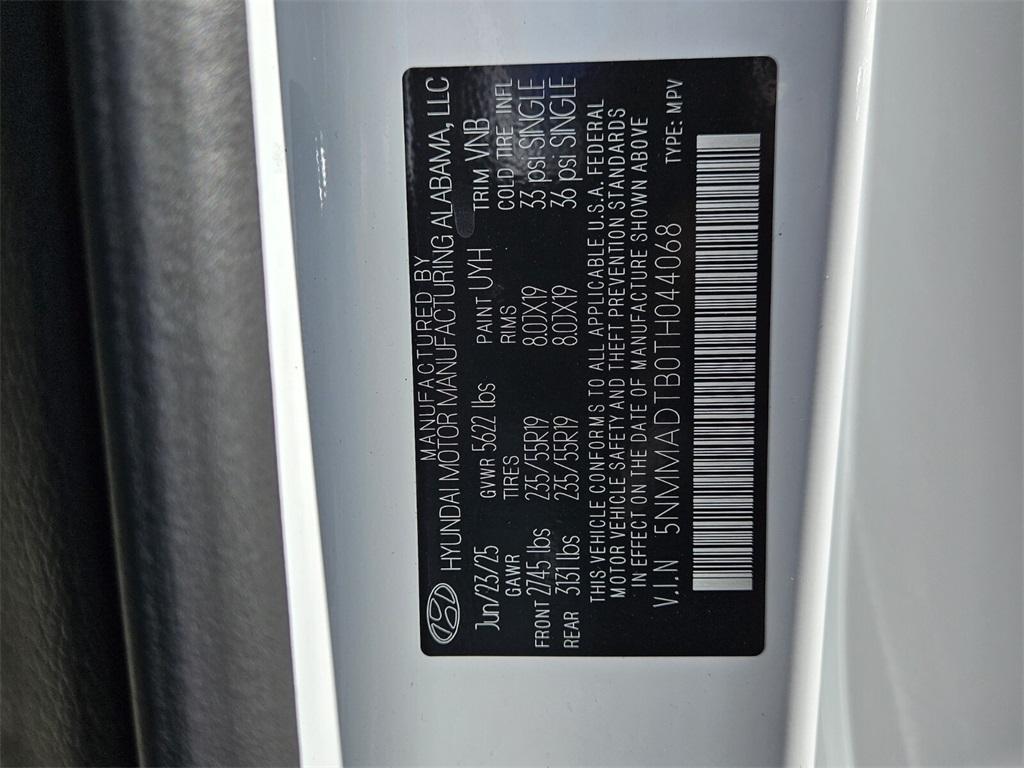 MANUFACTURED BY
HYUNDAI MOTOR MANUFACTURING ALABAMA, LLC
Jun/23/25 GVWR 5622 lbs PAINT UYH TRIM VNB
GAWR TIRES RIMS COLD TIRE INFL
FRONT 2745 lbs 235/55R19 8.0JX19 33 psi SINGLE
REAR 3131 lbs 235/55R19 8.0JX19 36 psi SINGLE
THIS VEHICLE CONFORMS TO ALL APPLICABLE U.S.A. FEDERAL
MOTOR VEHICLE SAFETY AND THEFT PREVENTION STANDARDS
IN EFFECT ON THE DATE OF MANUFACTURE SHOWN ABOVE
V.I.N 5NMMADTB0TH044068 TYPE: MPV